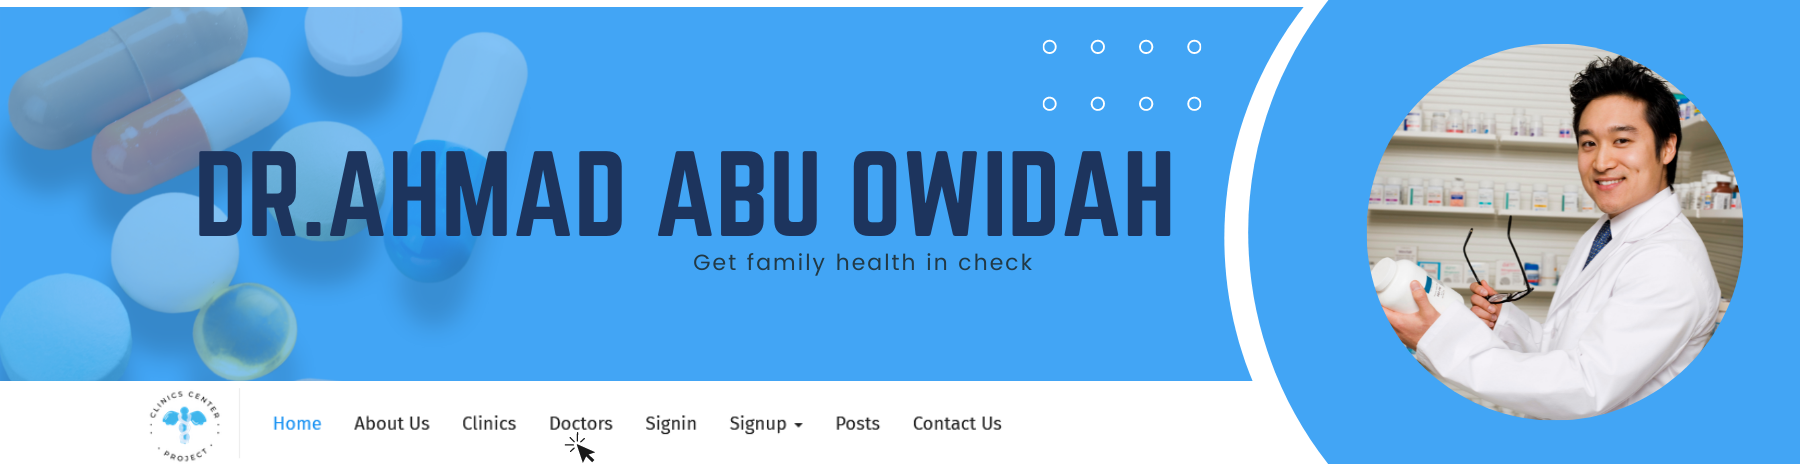 DR.AHMAD ABU OWIDAH
Get family health in check
CLINICS CENTER
PROJECT
Home About Us Clinics Doctors Signin Signup Posts Contact Us